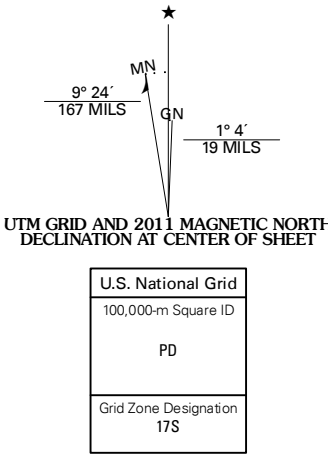 ★
MN
GN
9° 24´
167 MILS
1° 4´
19 MILS
UTM GRID AND 2011 MAGNETIC NORTH
DECLINATION AT CENTER OF SHEET
U.S. National Grid
100,000-m Square ID
PD
Grid Zone Designation
17S